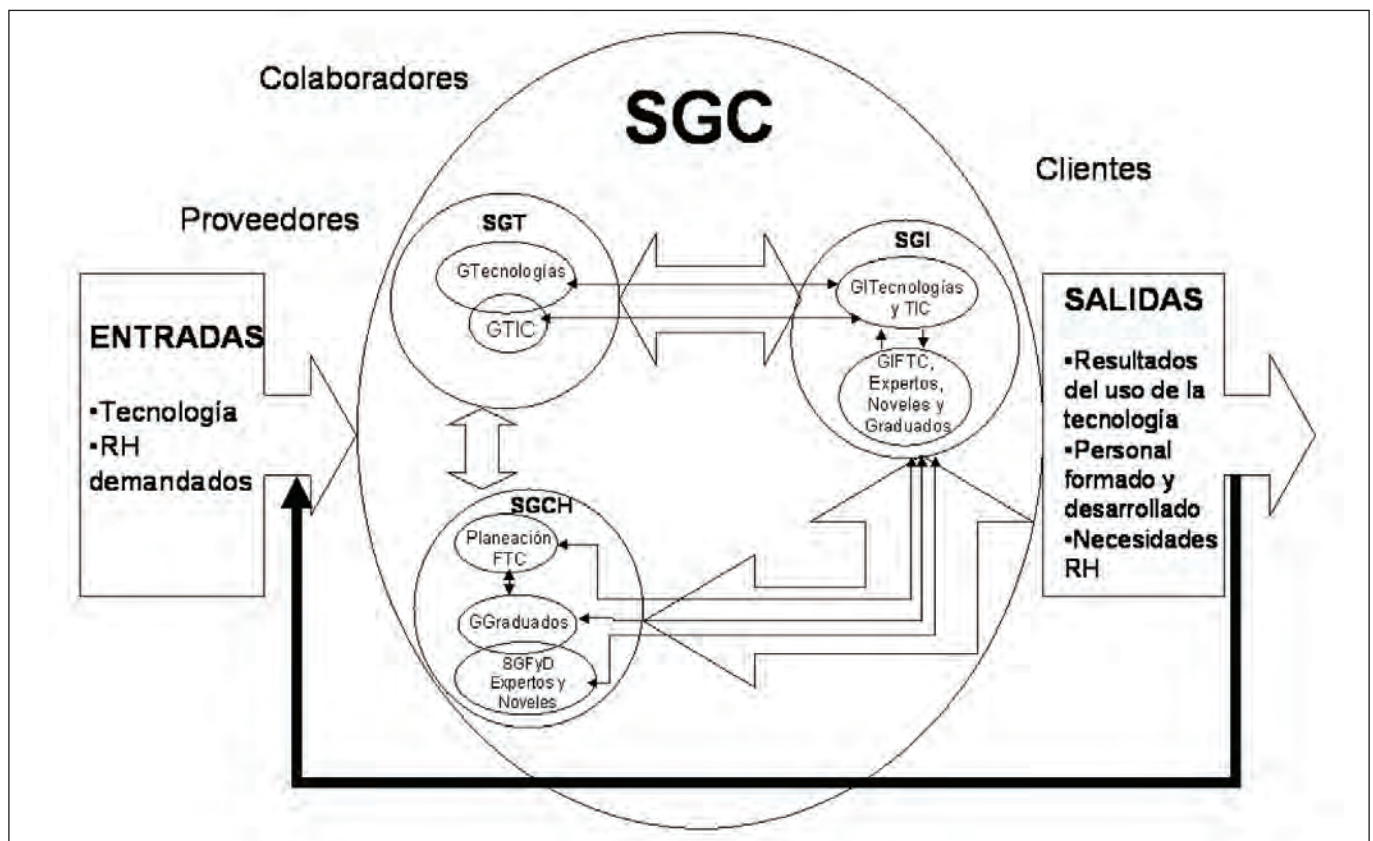 Colaboradores
SGC
Clientes
Proveedores
SGT
GTecnologías
GTIC
SGI
GITecnologías
y TIC
GIFTC,
Expertos,
Noveles y
Graduados
ENTRADAS
•Tecnología
•RH
demandados
SALIDAS
•Resultados
del uso de la
tecnología
•Personal
formado y
desarrollado
•Necesidades
RH
SGCH
Planeación
FTC
GGraduados
SGFyD
Expertos y
Noveles